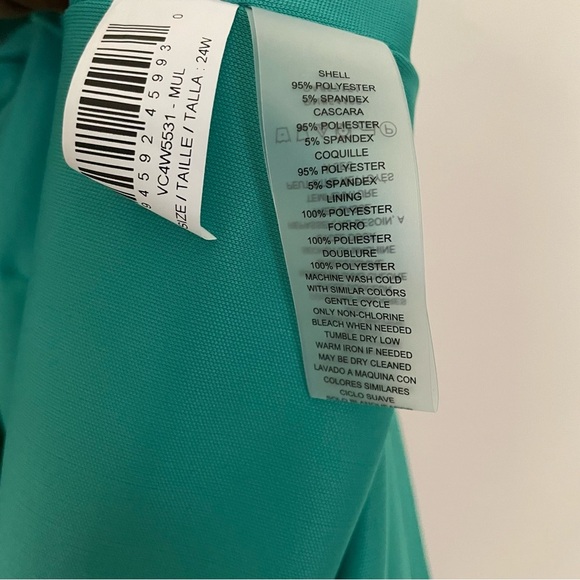 94592 45993 0
VC4W5531 - MUL
SIZE / TAILLE / TALLA : 24W
SHELL
95% POLYESTER
5% SPANDEX
CASCARA
95% POLIESTER
5% SPANDEX
COQUILLE
95% POLYESTER
5% SPANDEX
LINING
100% POLYESTER
FORRO
100% POLIESTER
DOUBLURE
100% POLYESTER
MACHINE WASH COLD
WITH SIMILAR COLORS
GENTLE CYCLE
ONLY NON-CHLORINE
BLEACH WHEN NEEDED
TUMBLE DRY LOW
WARM IRON IF NEEDED
MAY BE DRY CLEANED
LAVADO A MAQUINA CON
COLORES SIMILARES
CICLO SUAVE